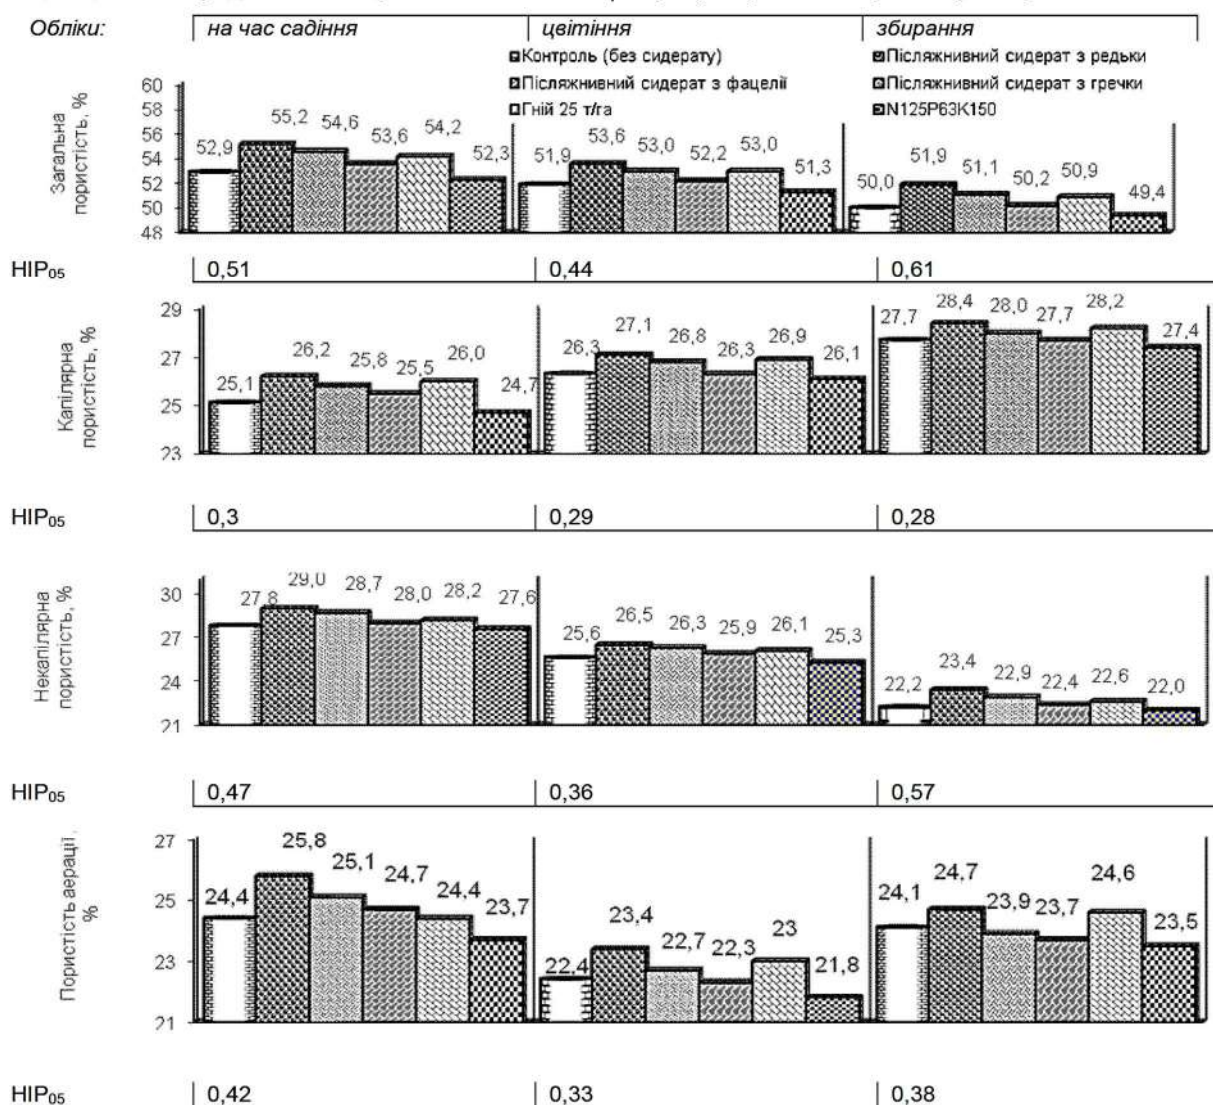 Обліки: на час садіння цвітіння збирання
Контроль (без сидерату) Післяжнивний сидерат з редьки
Післяжнивний сидерат з фацелії Післяжнивний сидерат з гречки
Гній 25 т/га N125P63K150
Загальна пористість, %
60
58
56
54
52
50
48
52,9 55,2 54,6 53,6 54,2 52,3 51,9 53,6 53,0 52,2 53,0 51,3 50,0 51,9 51,1 50,2 50,9 49,4
НІР05 0,51 0,44 0,61
Капілярна пористість, %
29
27
25
23
25,1 26,2 25,8 25,5 26,0 24,7 26,3 27,1 26,8 26,3 26,9 26,1 27,7 28,4 28,0 27,7 28,2 27,4
НІР05 0,3 0,29 0,28
Некапілярна пористість, %
30
27
24
21
27,8 29,0 28,7 28,0 28,2 27,6 25,6 26,5 26,3 25,9 26,1 25,3 22,2 23,4 22,9 22,4 22,6 22,0
НІР05 0,47 0,36 0,57
Пористість аерації, %
27
25
23
21
24,4 25,8 25,1 24,7 24,4 23,7 22,4 23,4 22,7 22,3 23 21,8 24,1 24,7 23,9 23,7 24,6 23,5
НІР05 0,42 0,33 0,38